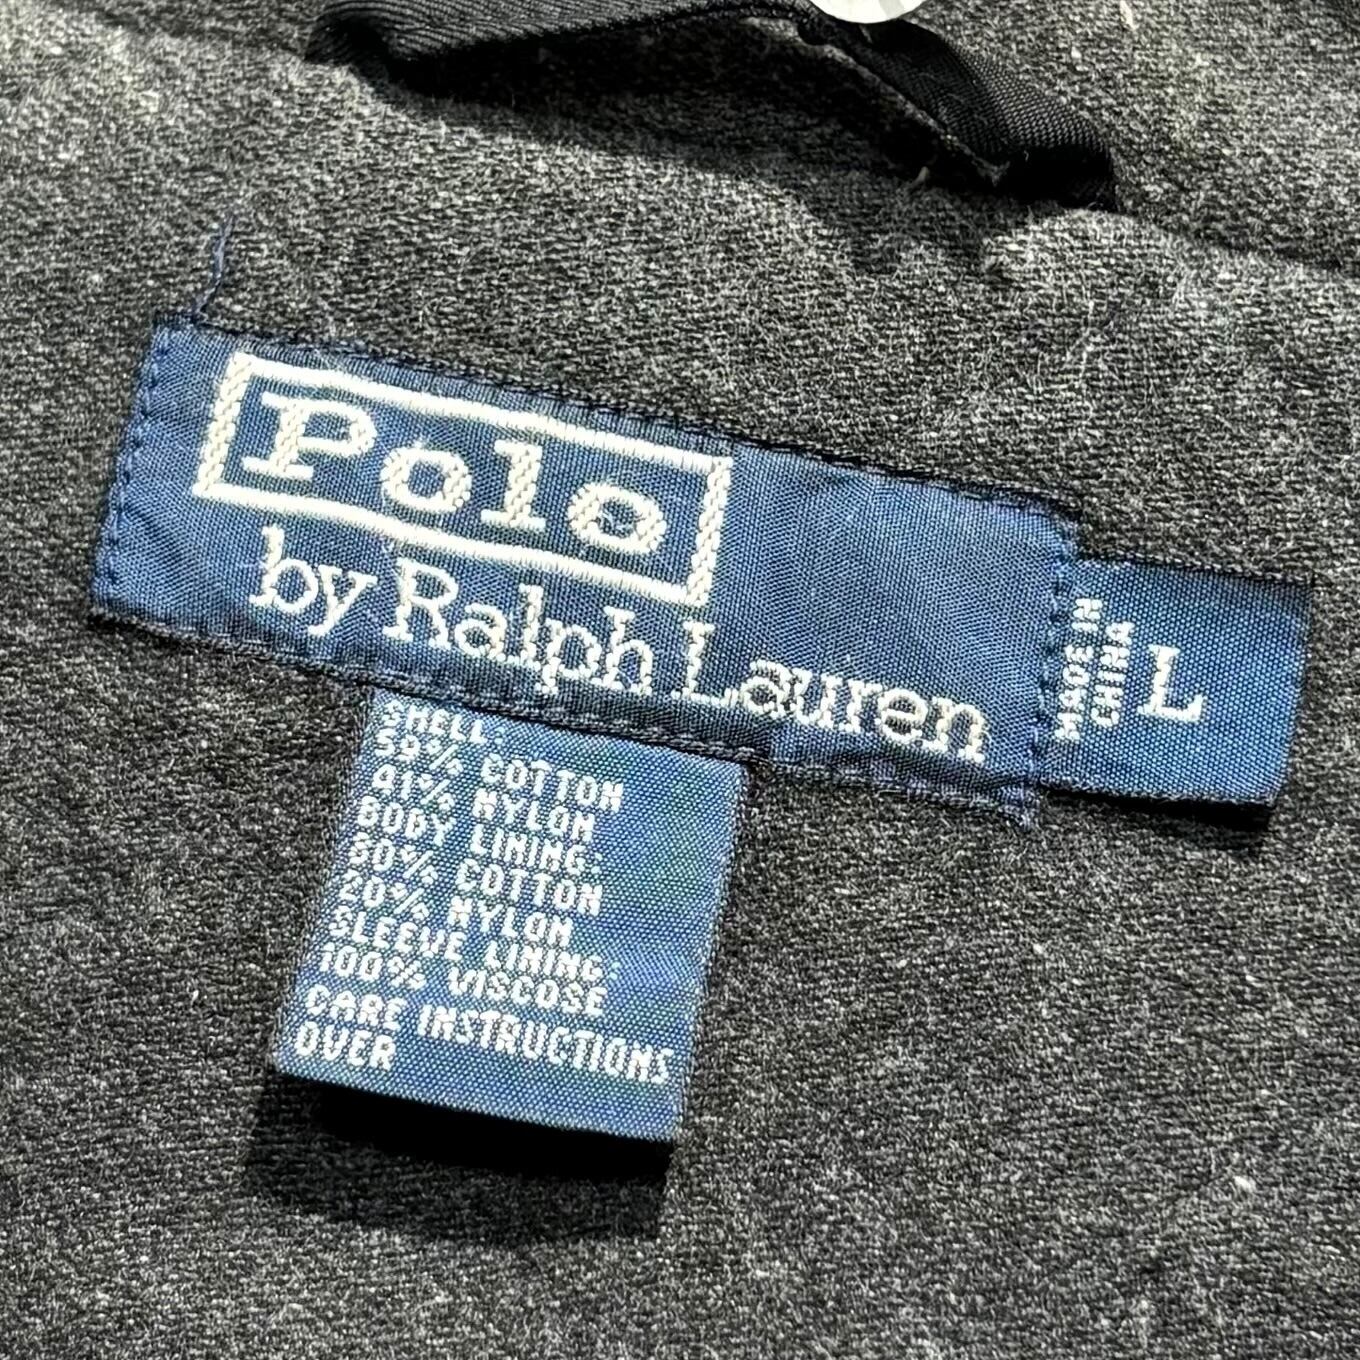 Polo
by Ralph Lauren
MADE IN
CHINA
L
SHELL:
59% COTTON
41% NYLON
BODY LINING:
80% COTTON
20% NYLON
SLEEVE LINING:
100% VISCOSE
CARE INSTRUCTIONS
OVER